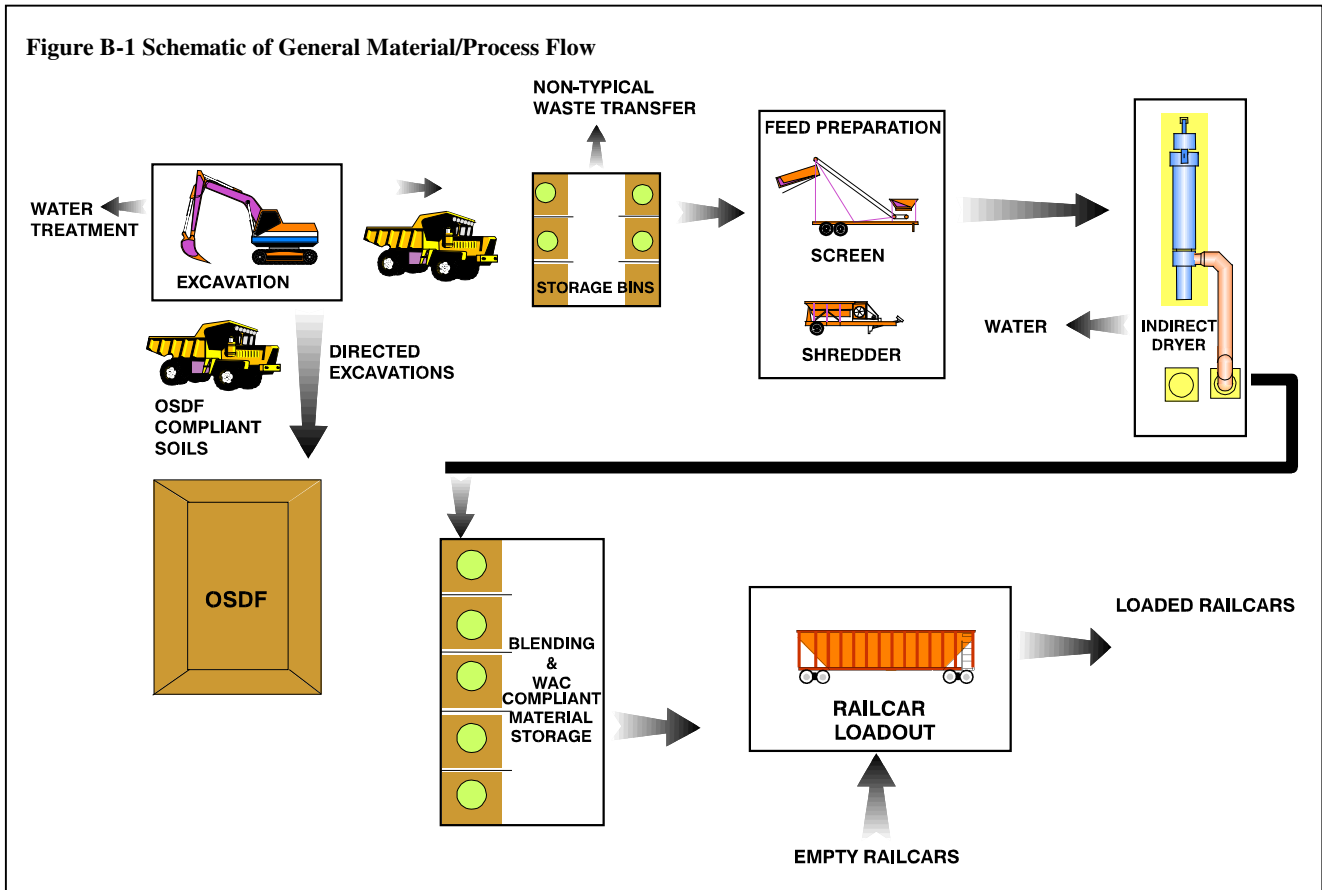 Figure B-1 Schematic of General Material/Process Flow
NON-TYPICAL
WASTE TRANSFER
FEED PREPARATION
WATER
TREATMENT
EXCAVATION
STORAGE BINS
SCREEN
SHREDDER
WATER
INDIRECT
DRYER
DIRECTED
EXCAVATIONS
OSDF
COMPLIANT
SOILS
OSDF
BLENDING
&
WAC
COMPLIANT
MATERIAL
STORAGE
RAILCAR
LOADOUT
LOADED RAILCARS
EMPTY RAILCARS